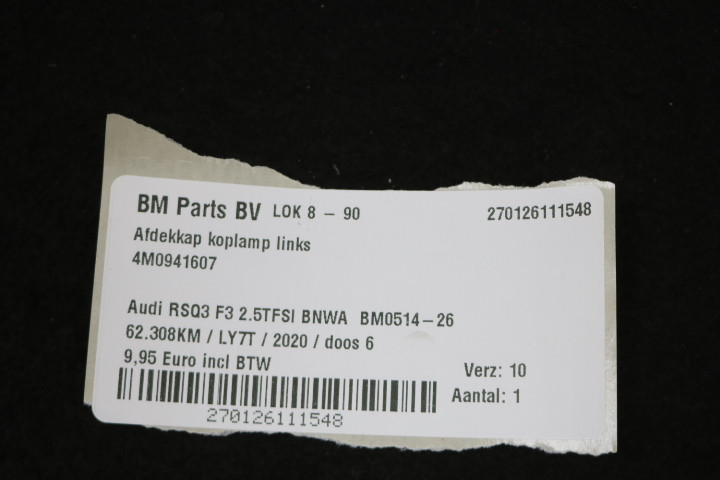 BM Parts BV LOK 8 - 90 270126111548
Afdekkap koplamp links
4M0941607
Audi RSQ3 F3 2.5TFSI BNWA BM0514-26
62.308KM / LY7T / 2020 / doos 6
9,95 Euro incl BTW Verz: 10
Aantal: 1
270126111548